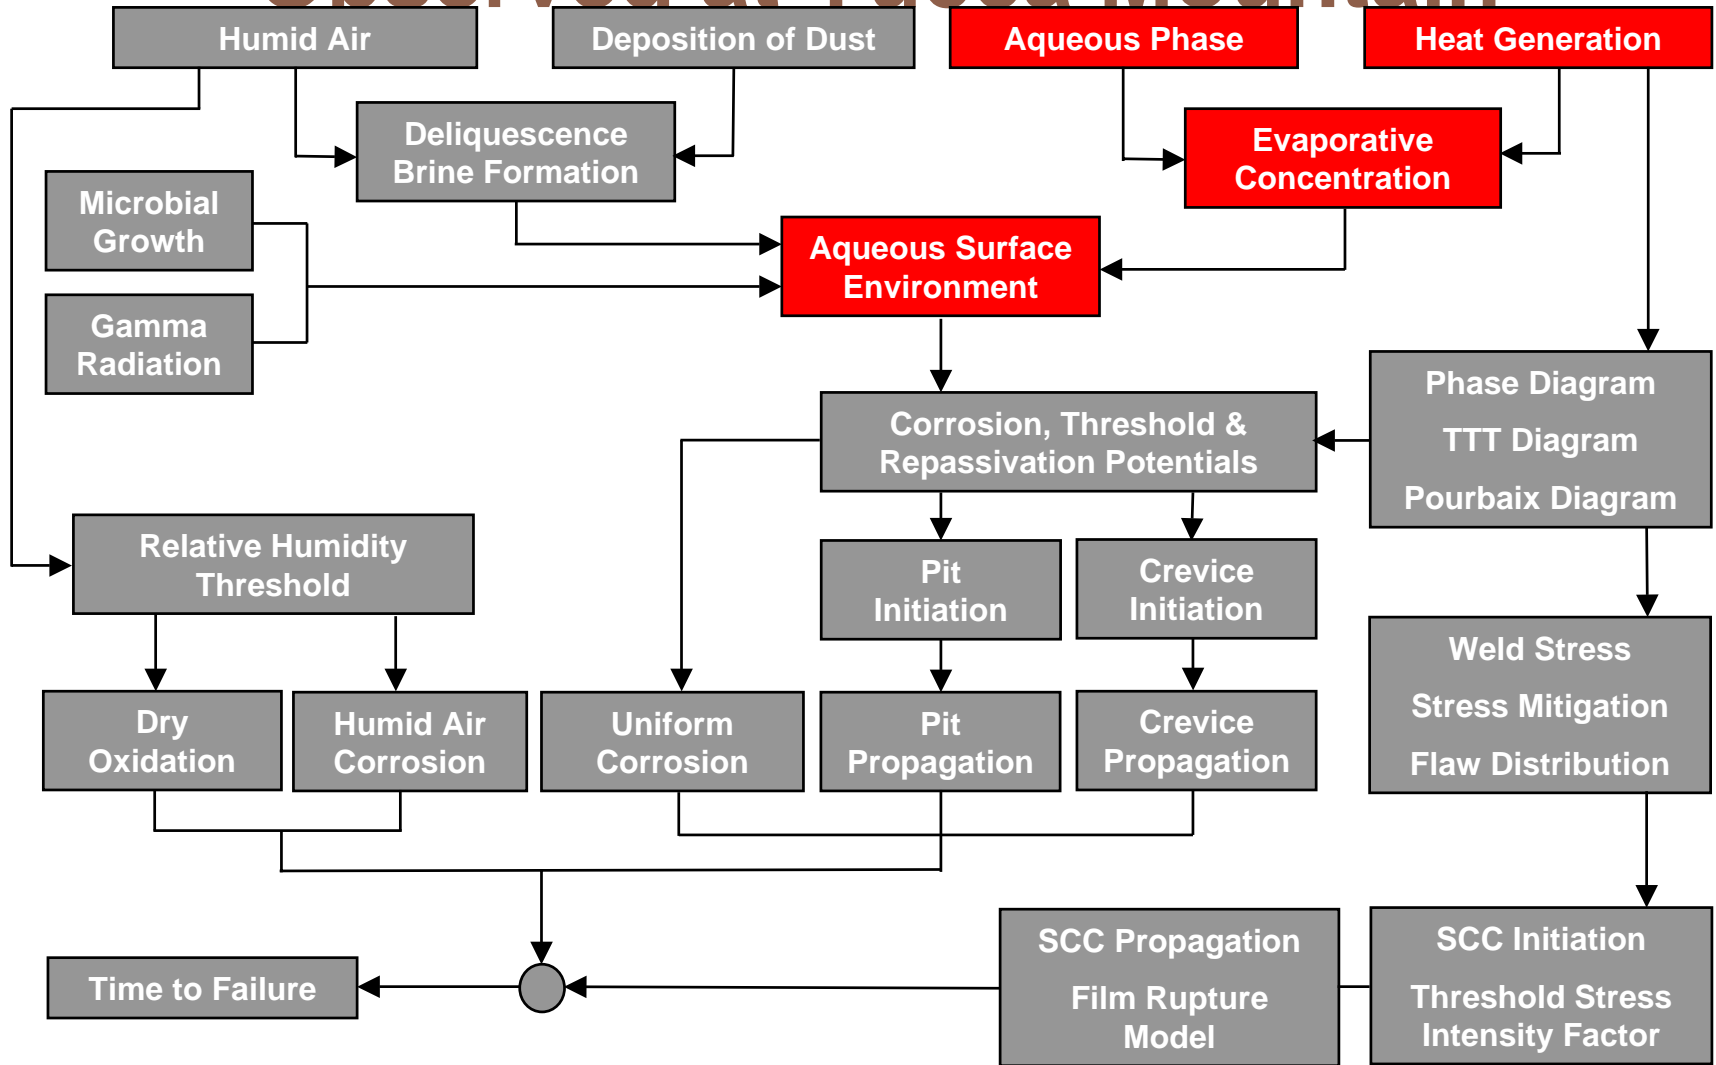 Humid Air
Deposition of Dust
Aqueous Phase
Heat Generation
Deliquescence
Brine Formation
Evaporative
Concentration
Microbial
Growth
Aqueous Surface
Environment
Gamma
Radiation
Phase Diagram
TTT Diagram
Pourbaix Diagram
Corrosion, Threshold &
Repassivation Potentials
Relative Humidity
Threshold
Pit
Initiation
Crevice
Initiation
Weld Stress
Stress Mitigation
Flaw Distribution
Dry
Oxidation
Humid Air
Corrosion
Uniform
Corrosion
Pit
Propagation
Crevice
Propagation
SCC Propagation
Film Rupture
Model
SCC Initiation
Threshold Stress
Intensity Factor
Time to Failure